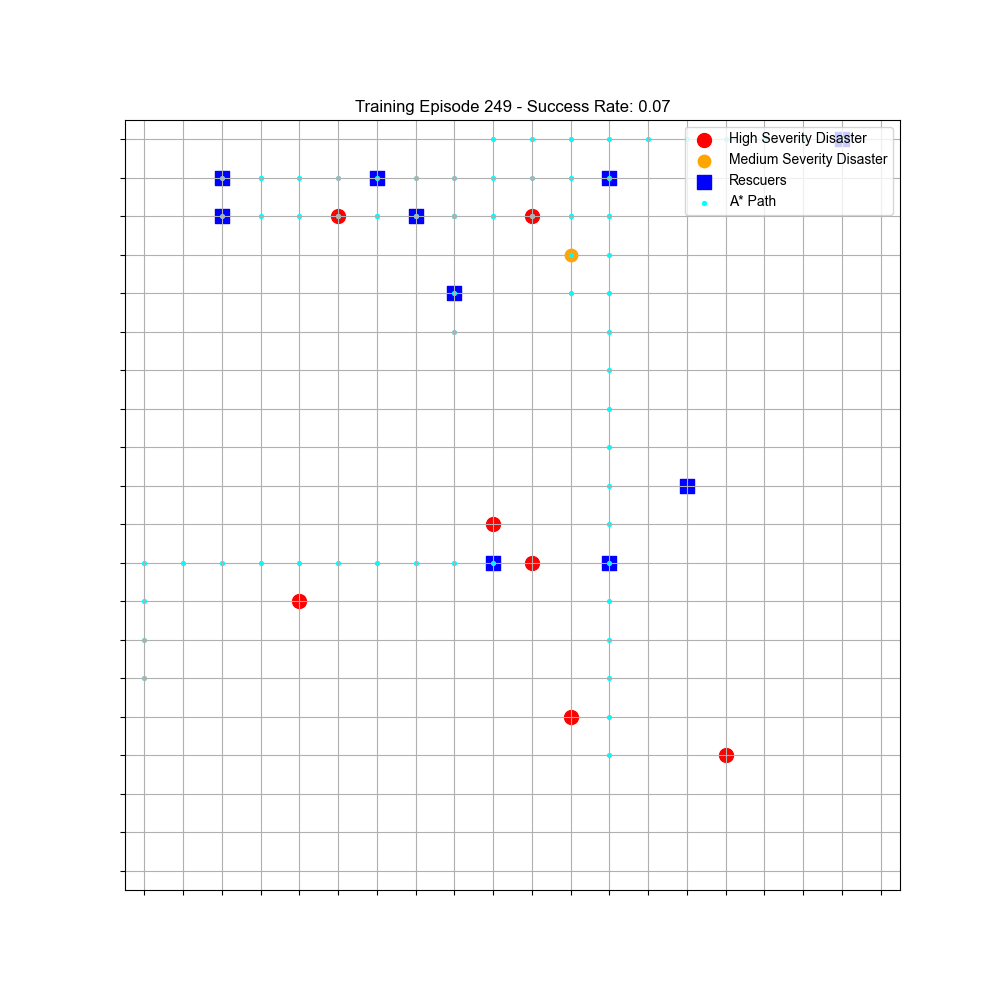 Training Episode 249 - Success Rate: 0.07
High Severity Disaster
Medium Severity Disaster
Rescuers
A* Path